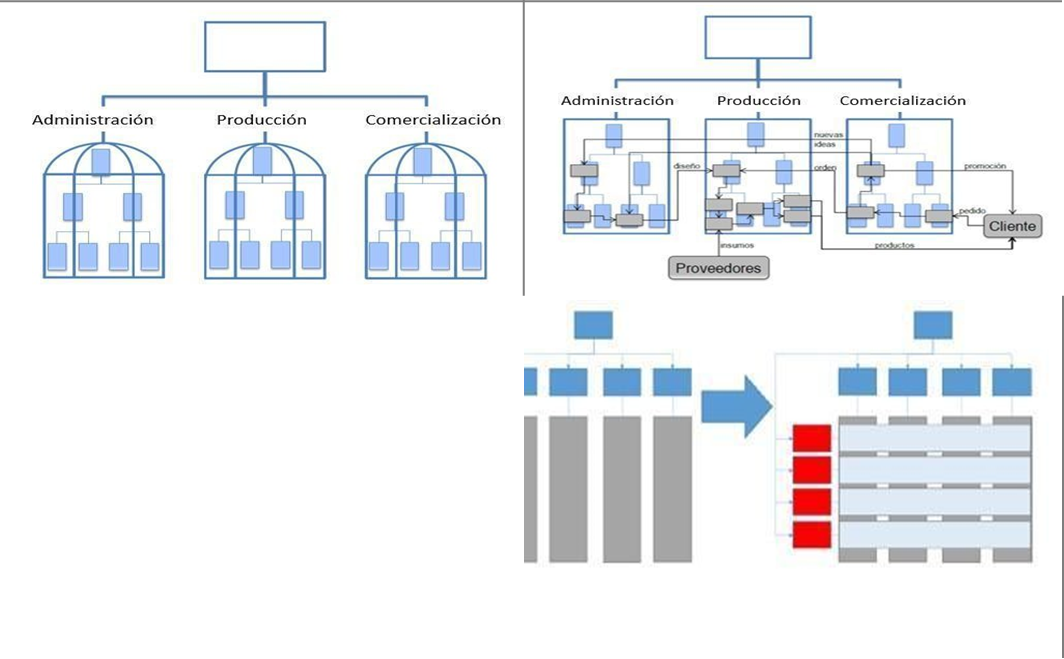 Administración
Producción
Comercialización
Administración
Producción
Comercialización
nuevas
ideas
diseño
orden
promoción
pedido
Cliente
insumos
productos
Proveedores